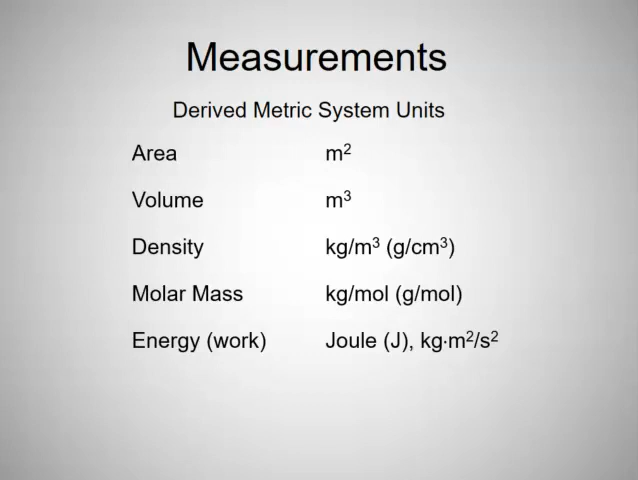 Measurements
Derived Metric System Units
Area m²
Volume m³
Density kg/m³ (g/cm³)
Molar Mass kg/mol (g/mol)
Energy (work) Joule (J), kg·m²/s²